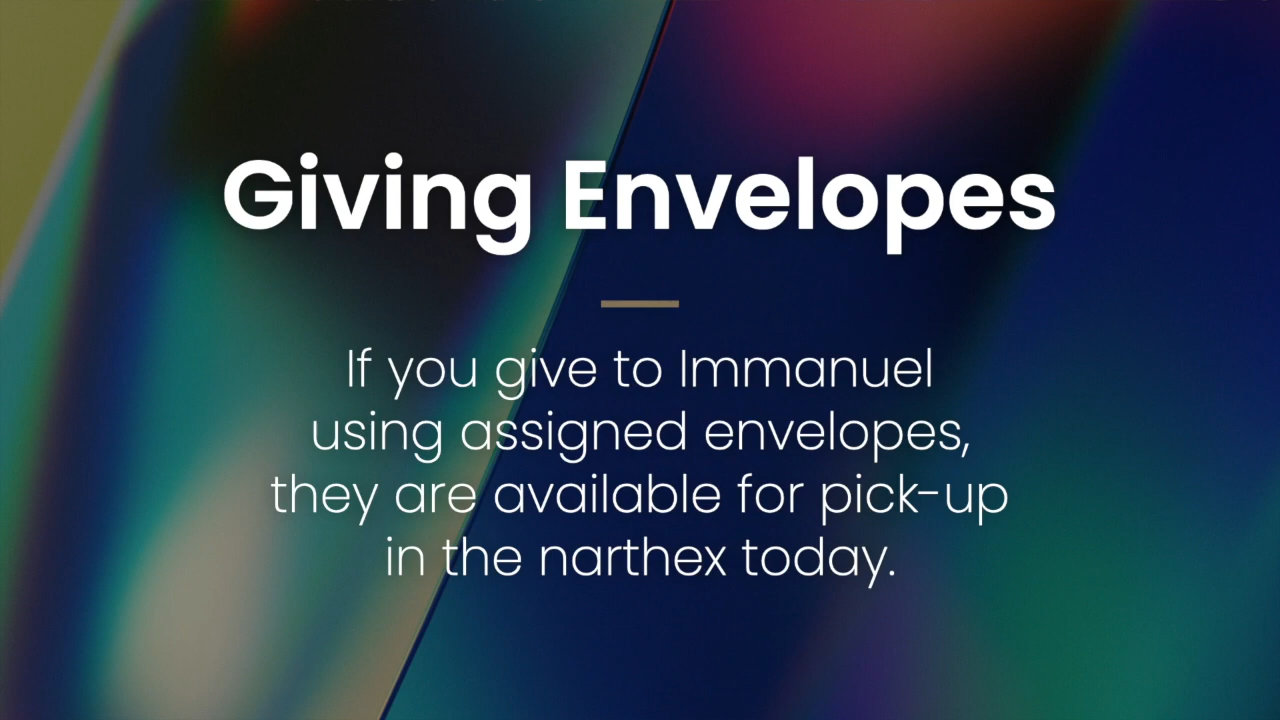 Giving Envelopes
If you give to Immanuel
using assigned envelopes,
they are available for pick-up
in the narthex today.